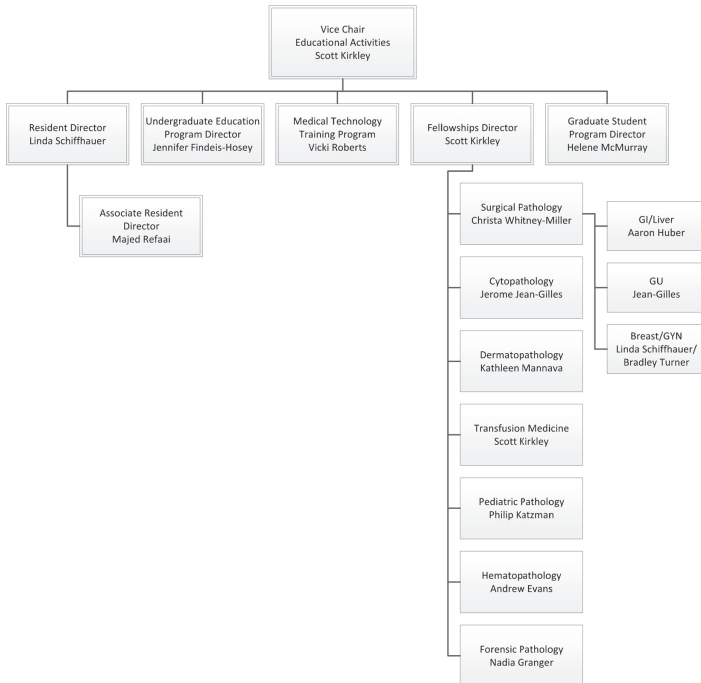 Vice Chair
Educational Activities
Scott Kirkley
Resident Director
Linda Schiffhauer
Undergraduate Education
Program Director
Jennifer Findeis-Hosey
Medical Technology
Training Program
Vicki Roberts
Fellowships Director
Scott Kirkley
Graduate Student
Program Director
Helene McMurray
Associate Resident
Director
Majed Refaai
Surgical Pathology
Christa Whitney-Miller
GI/Liver
Aaron Huber
Cytopathology
Jerome Jean-Gilles
GU
Jean-Gilles
Breast/GYN
Linda Schiffhauer/
Bradley Turner
Dermatopathology
Kathleen Mannava
Transfusion Medicine
Scott Kirkley
Pediatric Pathology
Philip Katzman
Hematopathology
Andrew Evans
Forensic Pathology
Nadia Granger